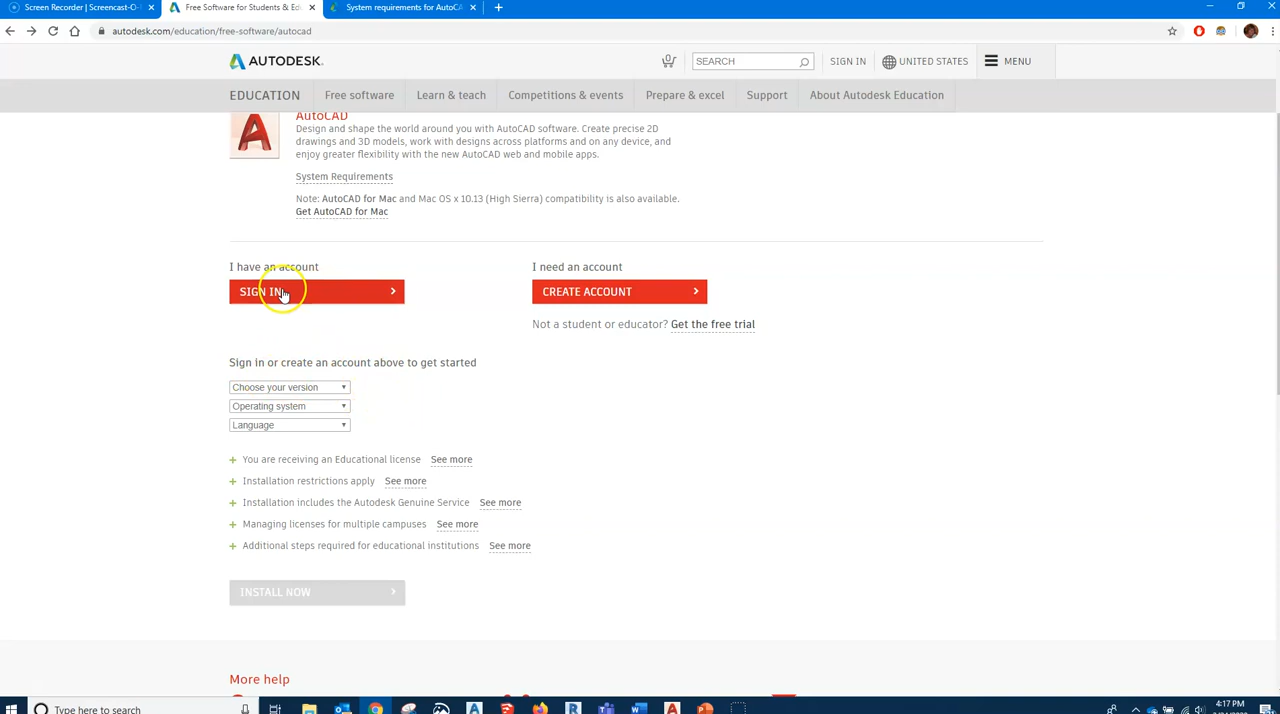 Screen Recorder | Screencast-O-
Free Software for Students & Ed
System requirements for AutoCA
autodesk.com/education/free-software/autocad
AUTODESK.
SEARCH
SIGN IN
UNITED STATES
MENU
EDUCATION
Free software
Learn & teach
Competitions & events
Prepare & excel
Support
About Autodesk Education
AutoCAD
Design and shape the world around you with AutoCAD software. Create precise 2D
drawings and 3D models, work with designs across platforms and on any device, and
enjoy greater flexibility with the new AutoCAD web and mobile apps.
System Requirements
Note: AutoCAD for Mac and Mac OS x 10.13 (High Sierra) compatibility is also available.
Get AutoCAD for Mac
I have an account
I need an account
SIGN IN
CREATE ACCOUNT
Not a student or educator? Get the free trial
Sign in or create an account above to get started
Choose your version
Operating system
Language
You are receiving an Educational license See more
Installation restrictions apply See more
Installation includes the Autodesk Genuine Service See more
Managing licenses for multiple campuses See more
Additional steps required for educational institutions See more
INSTALL NOW
More help
Type here to search
4:17 PM